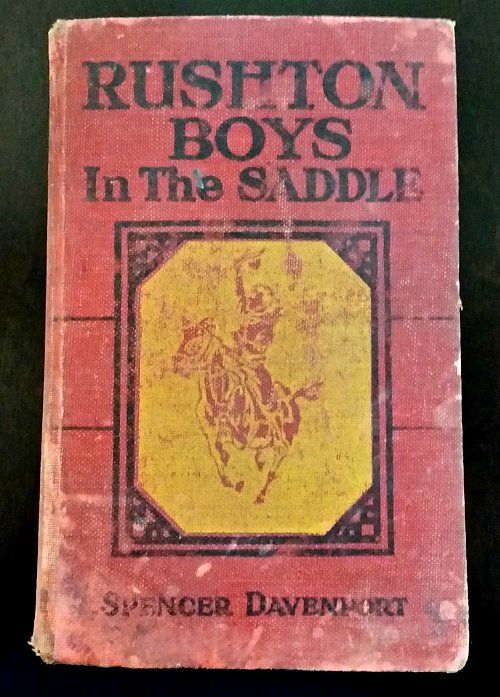 RUSHTON
BOYS
In The SADDLE
SPENCER DAVENPORT